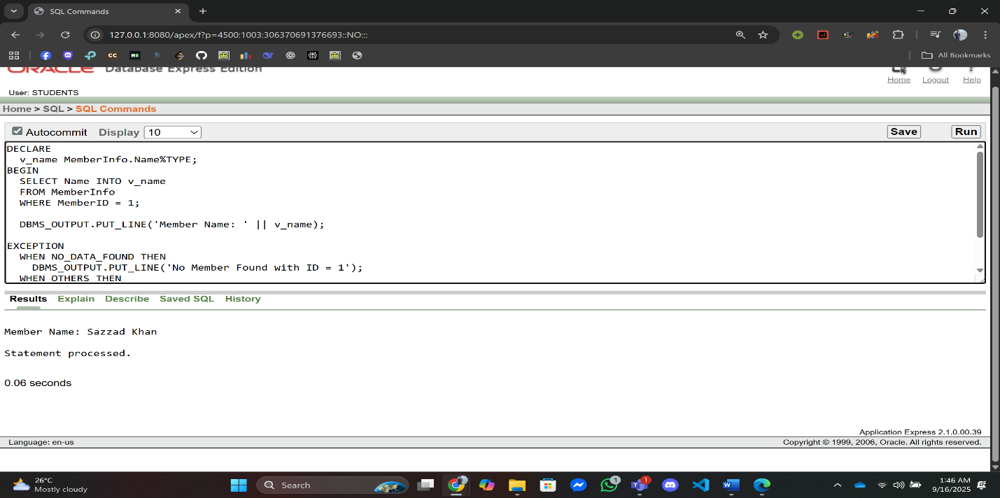 SQL Commands
127.0.0.1:8080/apex/f?p=4500:1003:306370691376693::NO:::
All Bookmarks
ORACLE Database Express Edition
Home Logout Help
User: STUDENTS
Home > SQL > SQL Commands
Autocommit Display 10 Save Run
DECLARE
v_name MemberInfo.Name%TYPE;
BEGIN
SELECT Name INTO v_name
FROM MemberInfo
WHERE MemberID = 1;
DBMS_OUTPUT.PUT_LINE('Member Name: ' || v_name);
EXCEPTION
WHEN NO_DATA_FOUND THEN
DBMS_OUTPUT.PUT_LINE('No Member Found with ID = 1');
WHEN OTHERS THEN
Results Explain Describe Saved SQL History
Member Name: Sazzad Khan
Statement processed.
0.06 seconds
Application Express 2.1.0.00.39
Language: en-us Copyright © 1999, 2006, Oracle. All rights reserved.
26°C
Mostly cloudy
Search
1
1
1:46 AM
9/16/2025